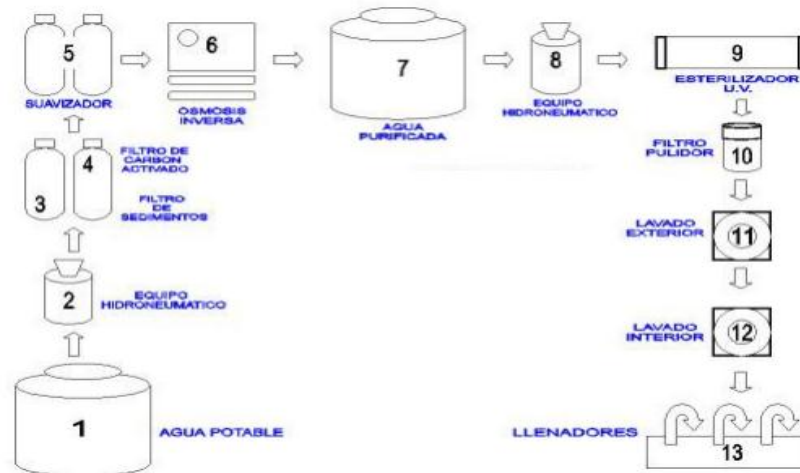 5
SUAVIZADOR
6
OSMOSIS
INVERSA
7
AGUA
PURIFICADA
8
EQUIPO
HIDRONEUMATICO
9
ESTERILIZADOR
U.V.
FILTRO
PULIDOR
10
3
4
FILTRO DE
CARBON
ACTIVADO
FILTRO
DE
SEDIMENTOS
LAVADO
EXTERIOR
11
2
EQUIPO
HIDRONEUMATICO
LAVADO
INTERIOR
12
1
AGUA POTABLE
LLENADORES
13